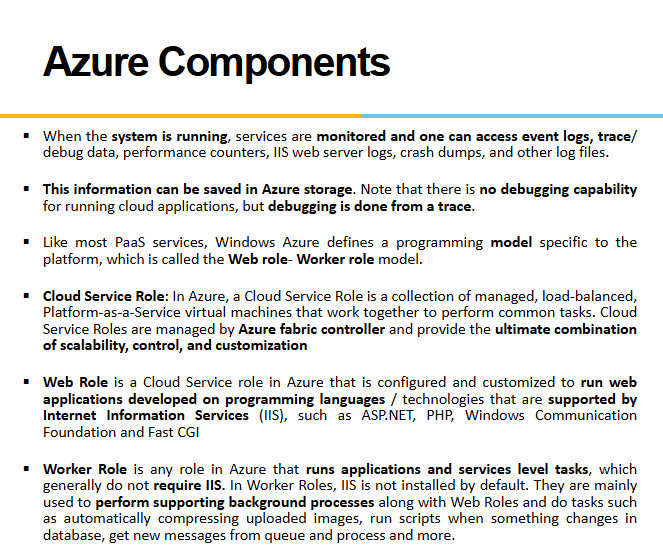 Azure Components
▪ When the system is running, services are monitored and one can access event logs, trace/
debug data, performance counters, IIS web server logs, crash dumps, and other log files.
▪ This information can be saved in Azure storage. Note that there is no debugging capability
for running cloud applications, but debugging is done from a trace.
▪ Like most PaaS services, Windows Azure defines a programming model specific to the
platform, which is called the Web role- Worker role model.
▪ Cloud Service Role: In Azure, a Cloud Service Role is a collection of managed, load-balanced,
Platform-as-a-Service virtual machines that work together to perform common tasks. Cloud
Service Roles are managed by Azure fabric controller and provide the ultimate combination
of scalability, control, and customization
▪ Web Role is a Cloud Service role in Azure that is configured and customized to run web
applications developed on programming languages / technologies that are supported by
Internet Information Services (IIS), such as ASP.NET, PHP, Windows Communication
Foundation and Fast CGI
▪ Worker Role is any role in Azure that runs applications and services level tasks, which
generally do not require IIS. In Worker Roles, IIS is not installed by default. They are mainly
used to perform supporting background processes along with Web Roles and do tasks such
as automatically compressing uploaded images, run scripts when something changes in
database, get new messages from queue and process and more.